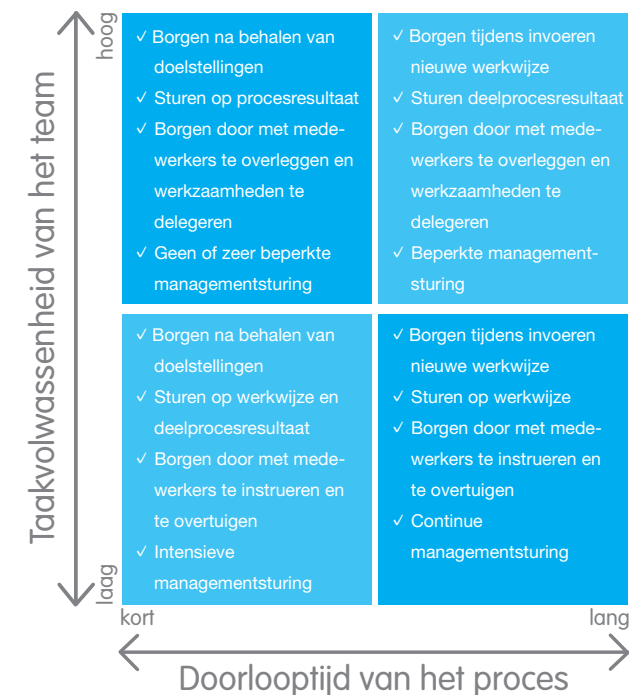 Taakvolwassenheid van het team
hoog
✓ Borgen na behalen van
doelstellingen
✓ Sturen op procesresultaat
✓ Borgen door met mede-
werkers te overleggen en
werkzaamheden te
delegeren
✓ Geen of zeer beperkte
managementsturing
✓ Borgen tijdens invoeren
nieuwe werkwijze
✓ Sturen deelprocesresultaat
✓ Borgen door met mede-
werkers te overleggen en
werkzaamheden te
delegeren
✓ Beperkte management-
sturing
✓ Borgen na behalen van
doelstellingen
✓ Sturen op werkwijze en
deelprocesresultaat
✓ Borgen door met mede-
werkers te instrueren en
te overtuigen
✓ Intensieve
managementsturing
✓ Borgen tijdens invoeren
nieuwe werkwijze
✓ Sturen op werkwijze
✓ Borgen door met mede-
werkers te instrueren en
te overtuigen
✓ Continue
managementsturing
laag
kort
lang
Doorlooptijd van het proces